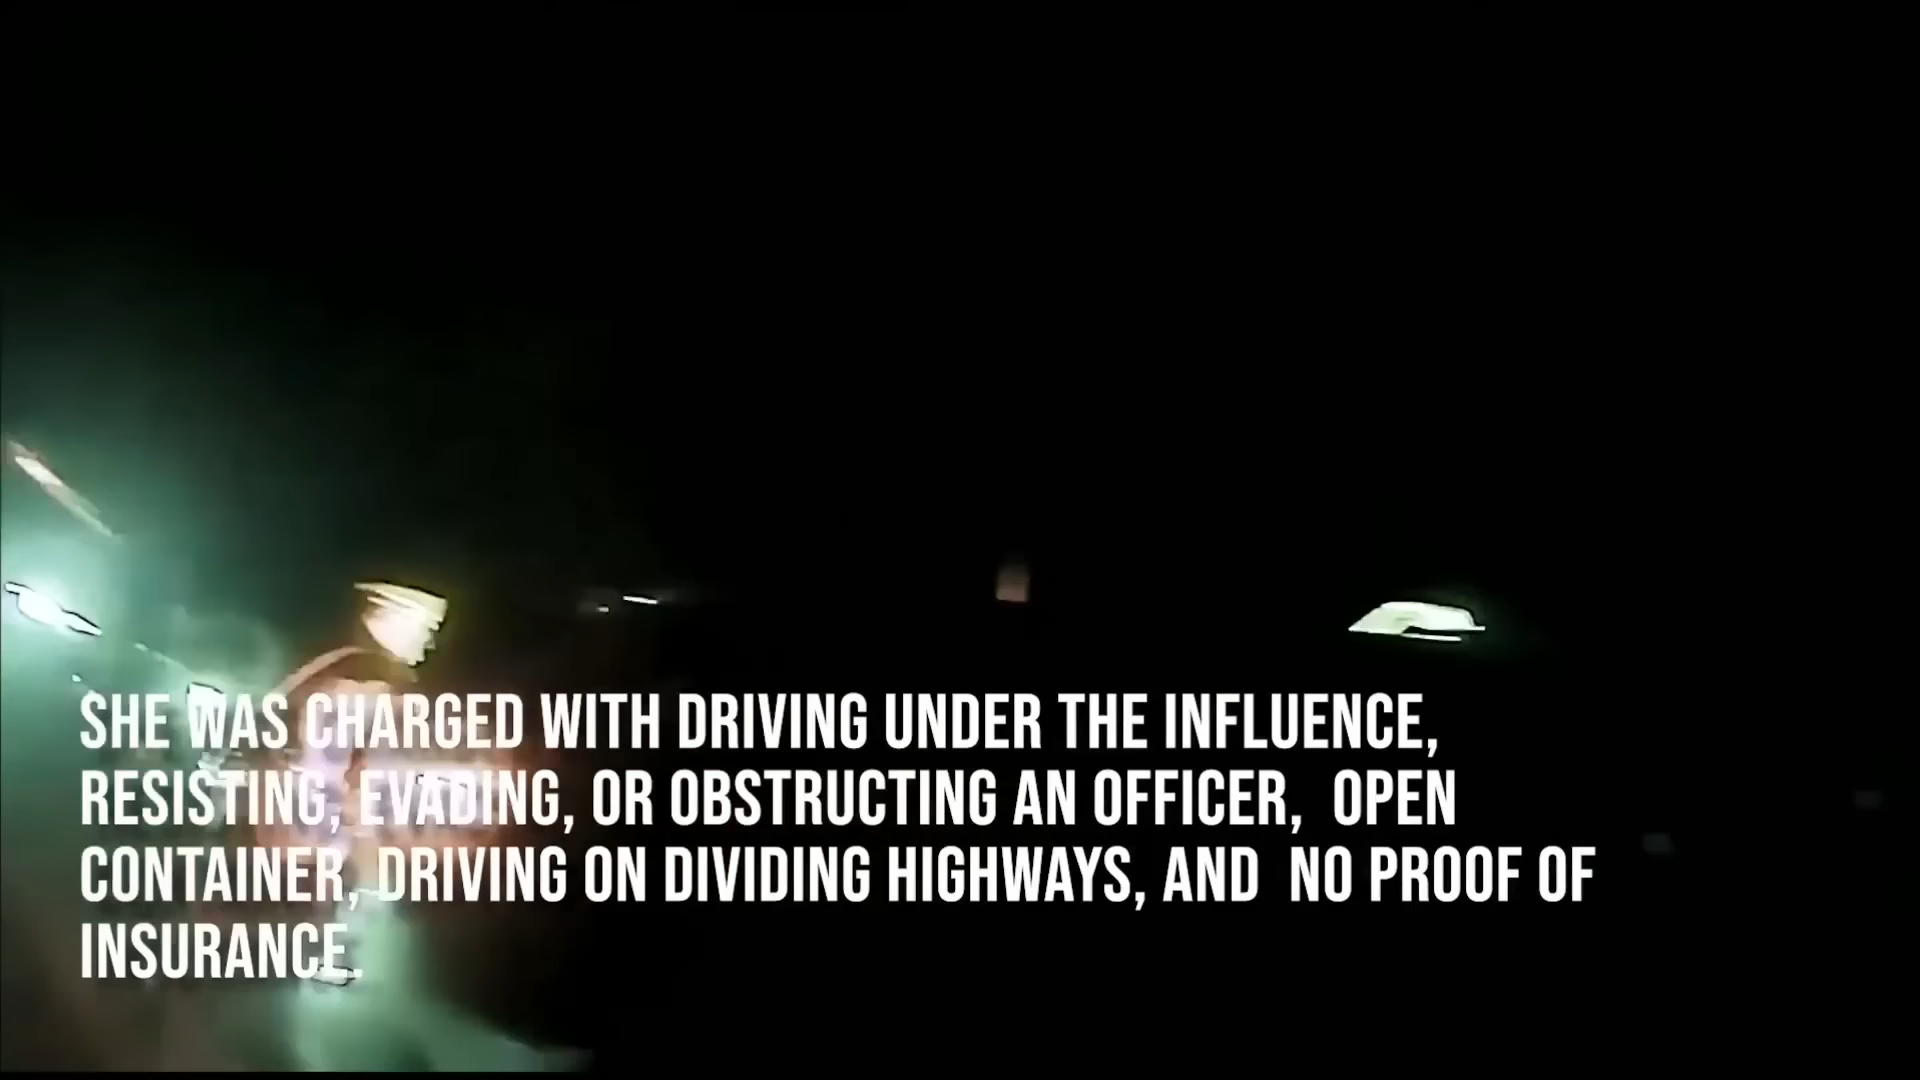 SHE WAS CHARGED WITH DRIVING UNDER THE INFLUENCE,
RESISTING, EVADING, OR OBSTRUCTING AN OFFICER,  OPEN
CONTAINER, DRIVING ON DIVIDING HIGHWAYS, AND  NO PROOF OF
INSURANCE.